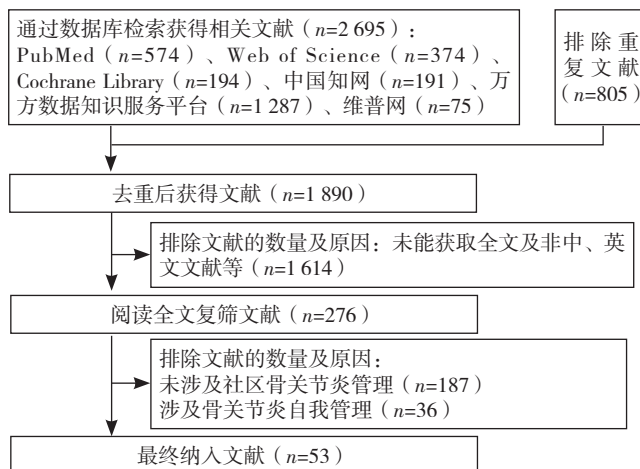 通过数据库检索获得相关文献（n=2 695）：
PubMed（n=574）、Web of Science（n=374）、
Cochrane Library（n=194）、中国知网（n=191）、万
方数据知识服务平台（n=1 287）、维普网（n=75）
排除重
复文献
（n=805）
去重后获得文献（n=1 890）
排除文献的数量及原因：未能获取全文及非中、英
文文献等（n=1 614）
阅读全文复筛文献（n=276）
排除文献的数量及原因：
未涉及社区骨关节炎管理（n=187）
涉及骨关节炎自我管理（n=36）
最终纳入文献（n=53）